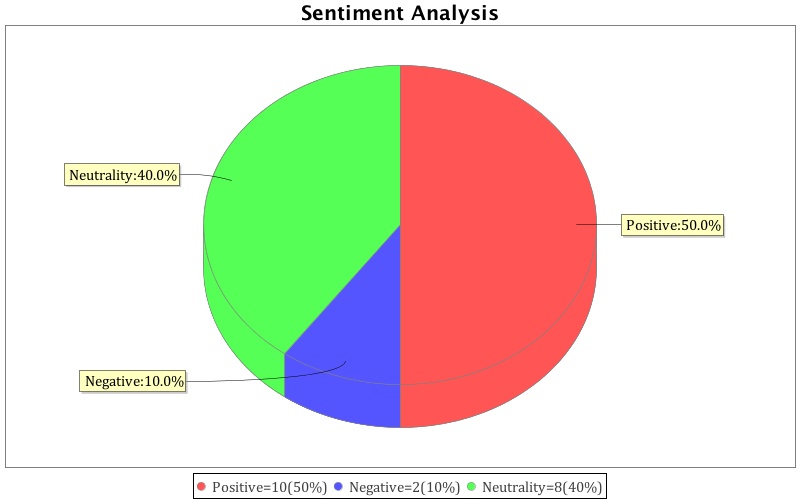 Sentiment Analysis
Neutrality:40.0%
Positive:50.0%
Negative:10.0%
Positive=10(50%) Negative=2(10%) Neutrality=8(40%)